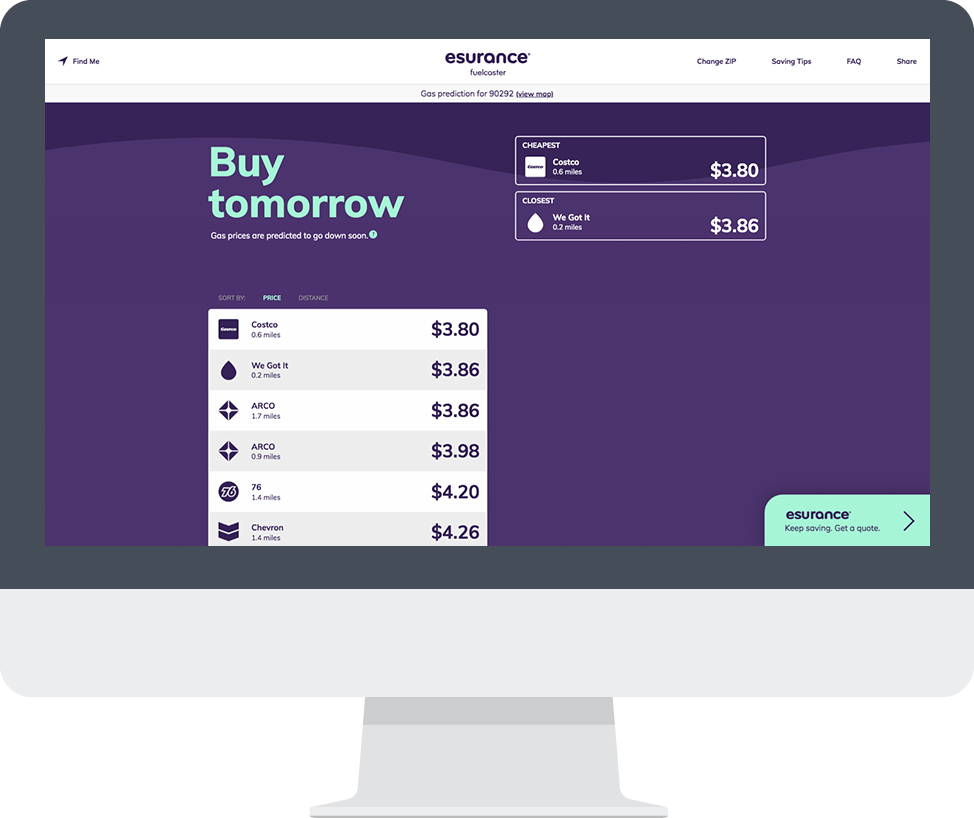 Find Me
esurance®
fuelcaster
Change ZIP
Saving Tips
FAQ
Share
Gas prediction for 90292 (view map)
Buy
tomorrow
Gas prices are predicted to go down soon. ?
CHEAPEST
Costco
Costco
0.6 miles
$3.80
CLOSEST
We Got It
0.2 miles
$3.86
SORT BY:
PRICE
DISTANCE
Costco
Costco
0.6 miles
$3.80
We Got It
0.2 miles
$3.86
ARCO
1.7 miles
$3.86
ARCO
0.9 miles
$3.98
76
76
1.4 miles
$4.20
Chevron
1.4 miles
$4.26
esurance®
Keep saving. Get a quote.